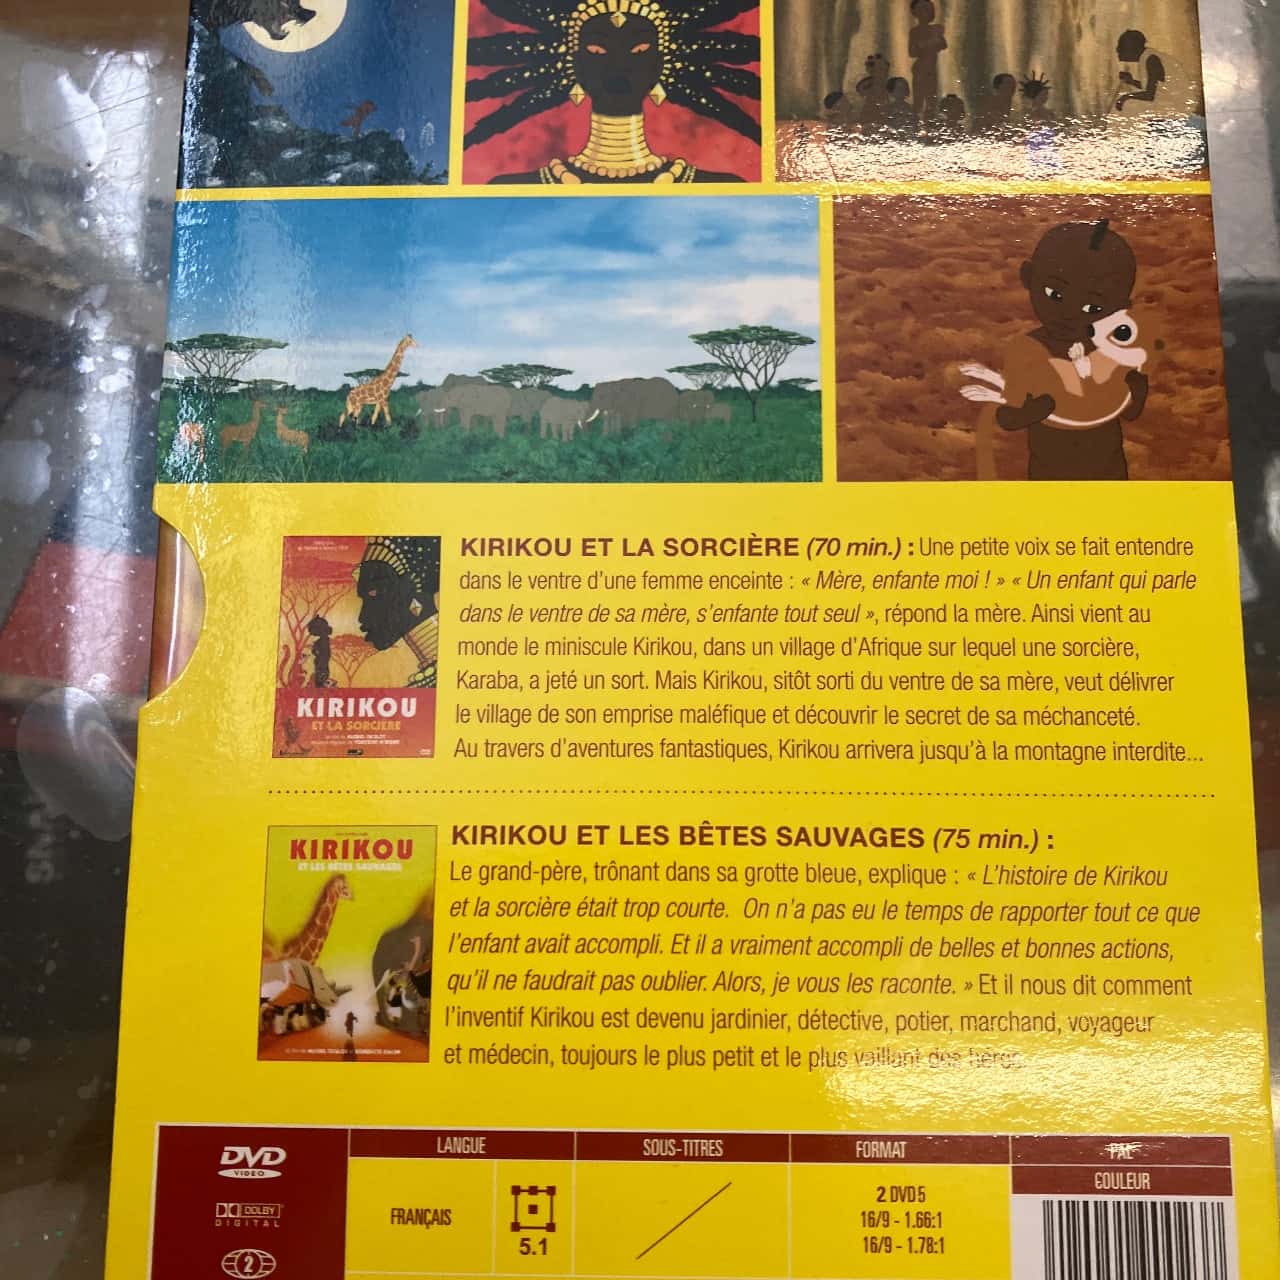 KIRIKOU ET LA SORCIÈRE (70 min.) : Une petite voix se fait entendre
dans le ventre d'une femme enceinte : « Mère, enfante moi ! » « Un enfant qui parle
dans le ventre de sa mère, s'enfante tout seul », répond la mère. Ainsi vient au
monde le miniscule Kirikou, dans un village d'Afrique sur lequel une sorcière,
Karaba, a jeté un sort. Mais Kirikou, sitôt sorti du ventre de sa mère, veut délivrer
le village de son emprise maléfique et découvrir le secret de sa méchanceté.
Au travers d'aventures fantastiques, Kirikou arrivera jusqu'à la montagne interdite...
KIRIKOU
ET LA SORCIÈRE
KIRIKOU ET LES BÊTES SAUVAGES (75 min.) :
Le grand-père, trônant dans sa grotte bleue, explique : « L'histoire de Kirikou
et la sorcière était trop courte. On n'a pas eu le temps de rapporter tout ce que
l'enfant avait accompli. Et il a vraiment accompli de belles et bonnes actions,
qu'il ne faudrait pas oublier. Alors, je vous les raconte. » Et il nous dit comment
l'inventif Kirikou est devenu jardinier, détective, potier, marchand, voyageur
et médecin, toujours le plus petit et le plus vaillant des héros.
KIRIKOU
ET LES BÊTES SAUVAGES
DVD
VIDEO
DOLBY
DIGITAL
2
LANGUE
FRANÇAIS
5.1
SOUS-TITRES
FORMAT
2 DVD 5
16/9 - 1.66:1
16/9 - 1.78:1
PAL
COULEUR